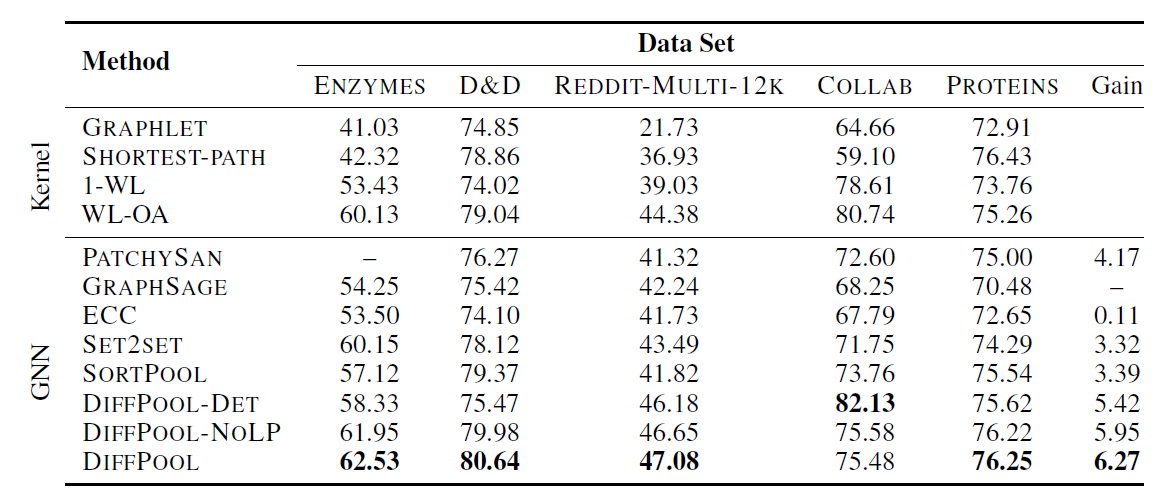 Method Data Set
ENZYMES D&D REDDIT-MULTI-12K COLLAB PROTEINS Gain
Kernel
GRAPHLET 41.03 74.85 21.73 64.66 72.91
SHORTEST-PATH 42.32 78.86 36.93 59.10 76.43
1-WL 53.43 74.02 39.03 78.61 73.76
WL-OA 60.13 79.04 44.38 80.74 75.26
GNN
PATCHYSAN – 76.27 41.32 72.60 75.00 4.17
GRAPHSAGE 54.25 75.42 42.24 68.25 70.48 –
ECC 53.50 74.10 41.73 67.79 72.65 0.11
SET2SET 60.15 78.12 43.49 71.75 74.29 3.32
SORTPOOL 57.12 79.37 41.82 73.76 75.54 3.39
DIFFPOOL-DET 58.33 75.47 46.18 82.13 75.62 5.42
DIFFPOOL-NOLP 61.95 79.98 46.65 75.58 76.22 5.95
DIFFPOOL 62.53 80.64 47.08 75.48 76.25 6.27